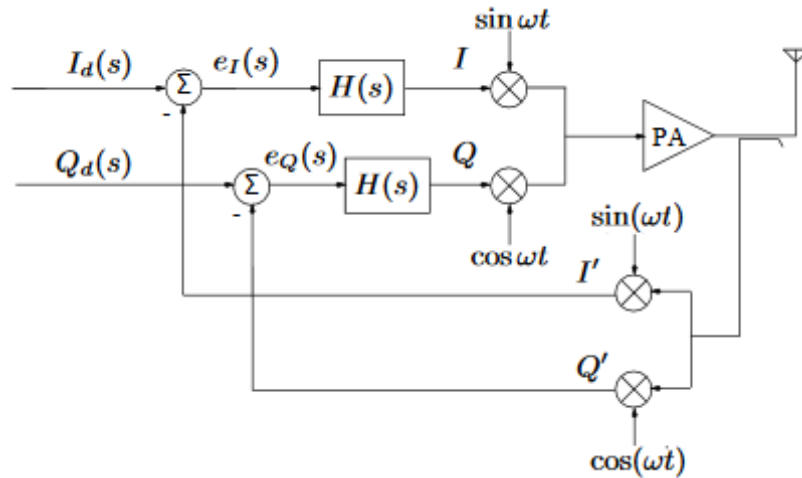 sin ωt
I_d(s)
Σ
e_I(s)
H(s)
I
-
PA
Q_d(s)
Σ
e_Q(s)
H(s)
Q
-
cos ωt
sin(ωt)
I′
Q′
cos(ωt)